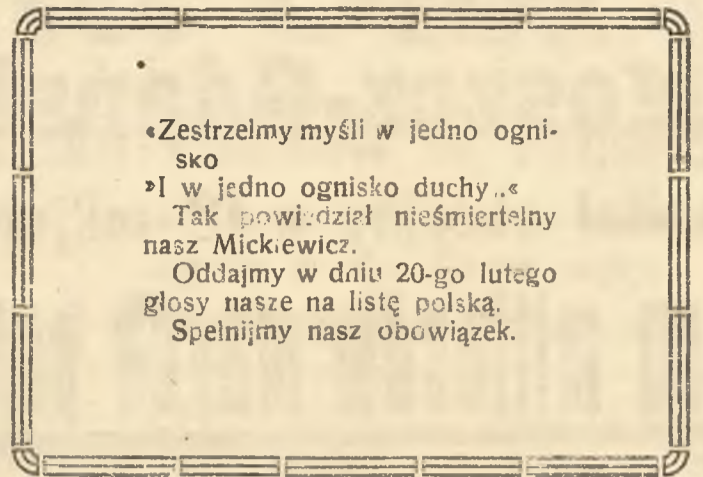 «Zestrzelmy myśli w jedno ogni-
sko
»I w jedno ognisko duchy..«
Tak powiedział nieśmiertelny
nasz Mickiewicz.
Oddajmy w dniu 20-go lutego
głosy nasze na listę polską.
Spełnijmy nasz obowiązek.